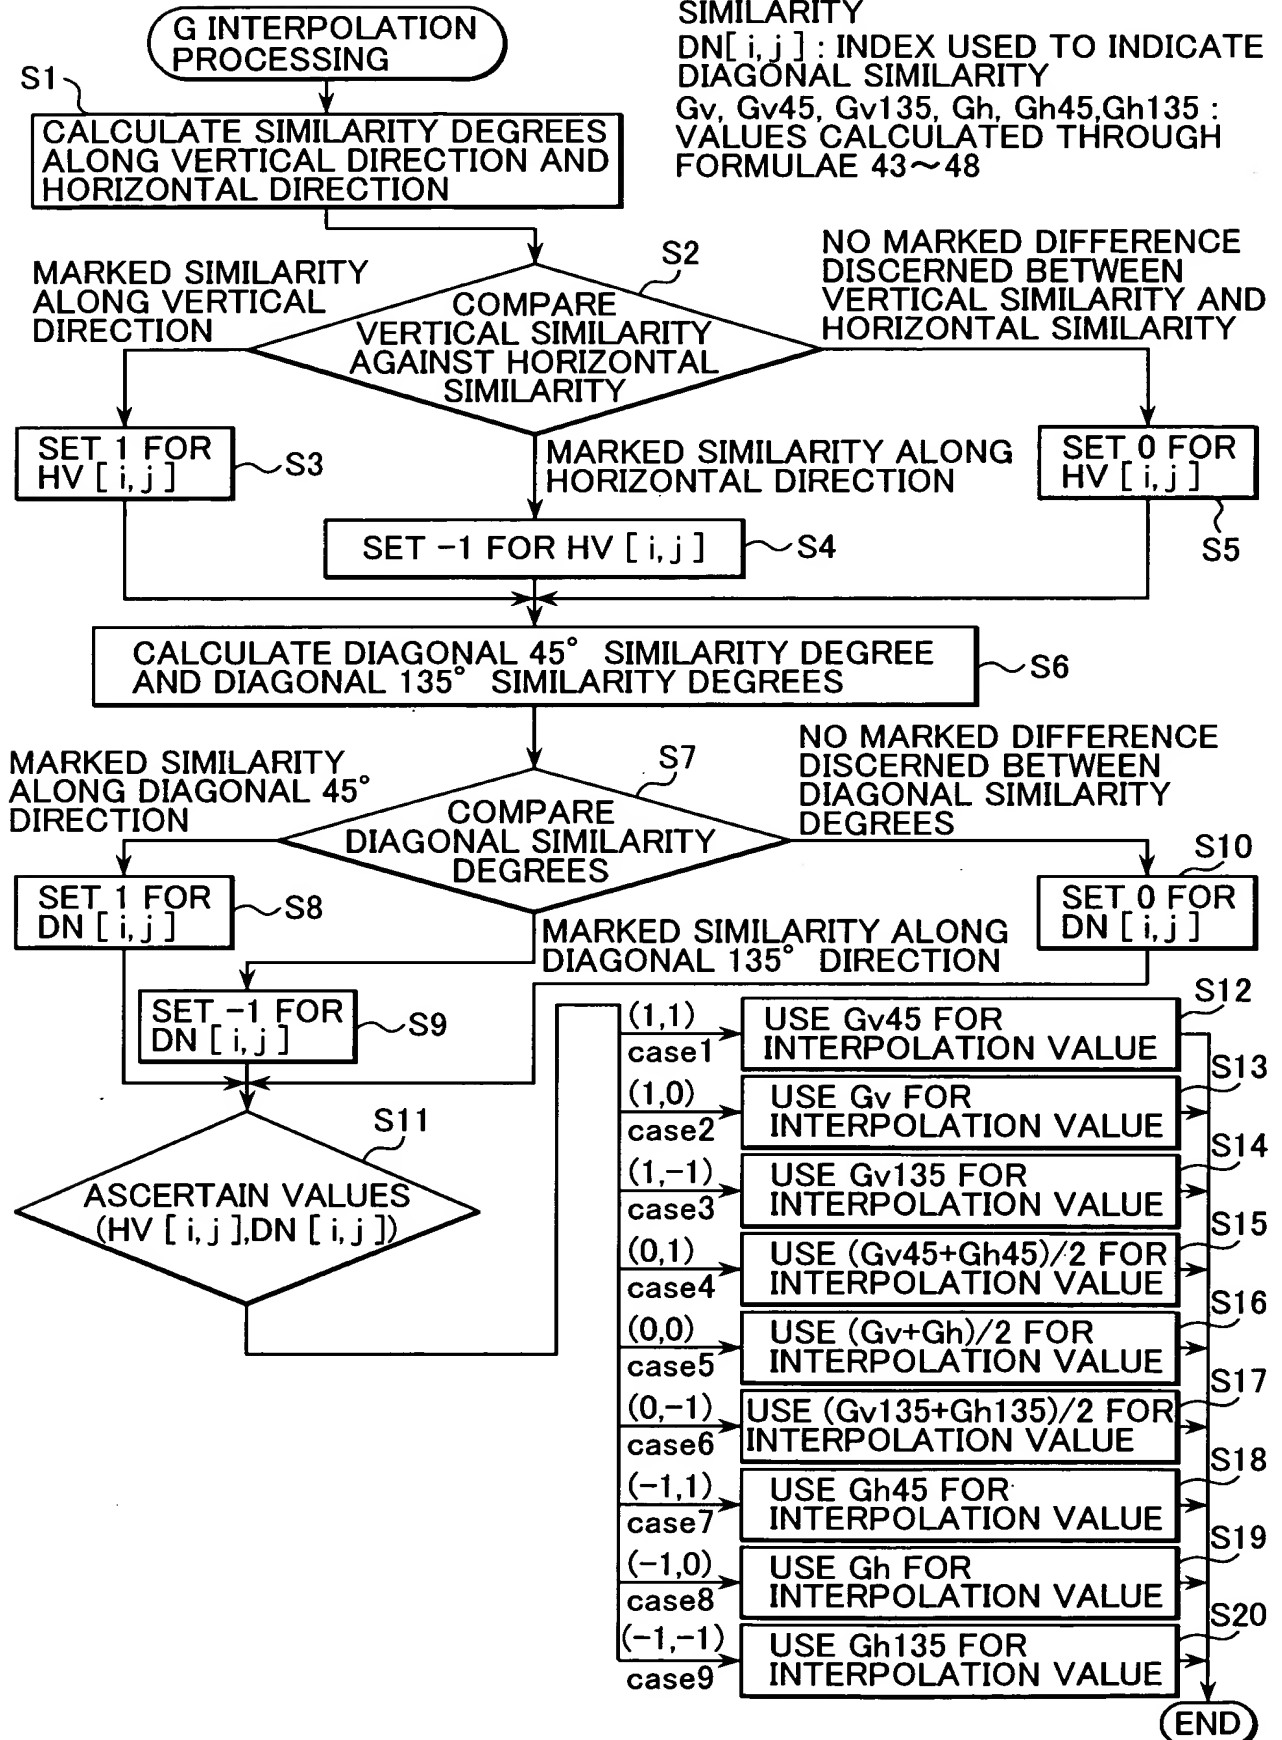 SIMILARITY
DN[ i, j ] : INDEX USED TO INDICATE
DIAGONAL SIMILARITY
Gv, Gv45, Gv135, Gh, Gh45,Gh135 :
VALUES CALCULATED THROUGH
FORMULAE 43～48
G INTERPOLATION
PROCESSING
S1
CALCULATE SIMILARITY DEGREES
ALONG VERTICAL DIRECTION AND
HORIZONTAL DIRECTION
MARKED SIMILARITY
ALONG VERTICAL
DIRECTION
S2
COMPARE
VERTICAL SIMILARITY
AGAINST HORIZONTAL
SIMILARITY
NO MARKED DIFFERENCE
DISCERNED BETWEEN
VERTICAL SIMILARITY AND
HORIZONTAL SIMILARITY
SET 1 FOR
HV [ i, j ]
S3
MARKED SIMILARITY ALONG
HORIZONTAL DIRECTION
SET -1 FOR HV [ i, j ]
S4
SET 0 FOR
HV [ i, j ]
S5
CALCULATE DIAGONAL 45° SIMILARITY DEGREE
AND DIAGONAL 135° SIMILARITY DEGREES
S6
MARKED SIMILARITY
ALONG DIAGONAL 45°
DIRECTION
S7
COMPARE
DIAGONAL SIMILARITY
DEGREES
NO MARKED DIFFERENCE
DISCERNED BETWEEN
DIAGONAL SIMILARITY
DEGREES
SET 1 FOR
DN [ i, j ]
S8
MARKED SIMILARITY ALONG
DIAGONAL 135° DIRECTION
S10
SET 0 FOR
DN [ i, j ]
SET -1 FOR
DN [ i, j ]
S9
S11
ASCERTAIN VALUES
(HV [ i, j ],DN [ i, j ])
(1,1)
case1
USE Gv45 FOR
INTERPOLATION VALUE
S12
(1,0)
case2
USE Gv FOR
INTERPOLATION VALUE
S13
(1,-1)
case3
USE Gv135 FOR
INTERPOLATION VALUE
S14
(0,1)
case4
USE (Gv45+Gh45)/2 FOR
INTERPOLATION VALUE
S15
(0,0)
case5
USE (Gv+Gh)/2 FOR
INTERPOLATION VALUE
S16
(0,-1)
case6
USE (Gv135+Gh135)/2 FOR
INTERPOLATION VALUE
S17
(-1,1)
case7
USE Gh45 FOR
INTERPOLATION VALUE
S18
(-1,0)
case8
USE Gh FOR
INTERPOLATION VALUE
S19
(-1,-1)
case9
USE Gh135 FOR
INTERPOLATION VALUE
S20
END